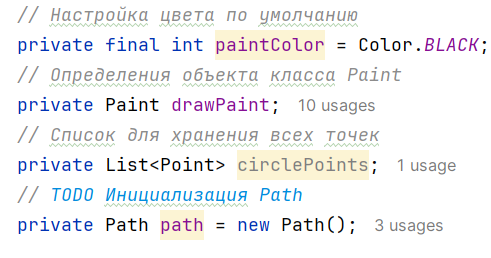 // Настройка цвета по умолчанию
private final int paintColor = Color.BLACK;
// Определения объекта класса Paint
private Paint drawPaint; 10 usages
// Список для хранения всех точек
private List<Point> circlePoints; 1 usage
// TODO Инициализация Path
private Path path = new Path(); 3 usages